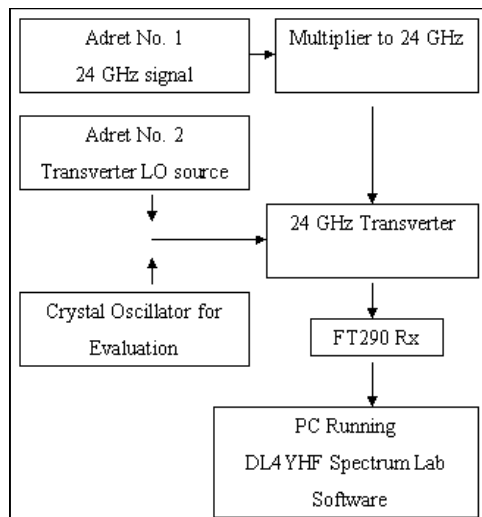 Adret No. 1
24 GHz signal
Multiplier to 24 GHz
Adret No. 2
Transverter LO source
24 GHz Transverter
Crystal Oscillator for
Evaluation
FT290 Rx
PC Running
DL4YHF Spectrum Lab
Software